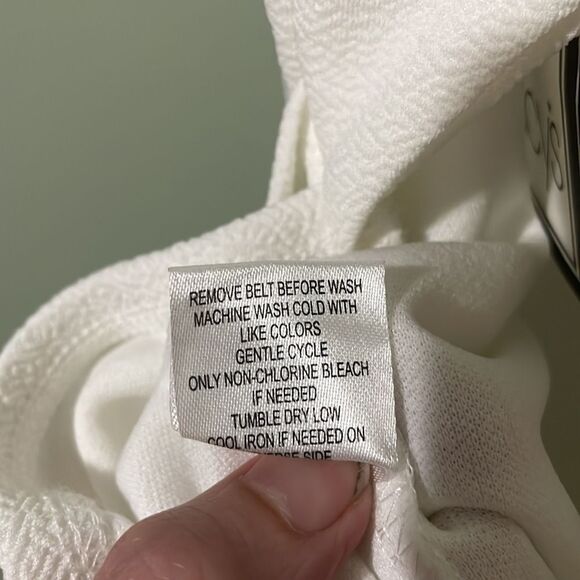 REMOVE BELT BEFORE WASH
MACHINE WASH COLD WITH
LIKE COLORS
GENTLE CYCLE
ONLY NON-CHLORINE BLEACH
IF NEEDED
TUMBLE DRY LOW
COOL IRON IF NEEDED ON
SIDE